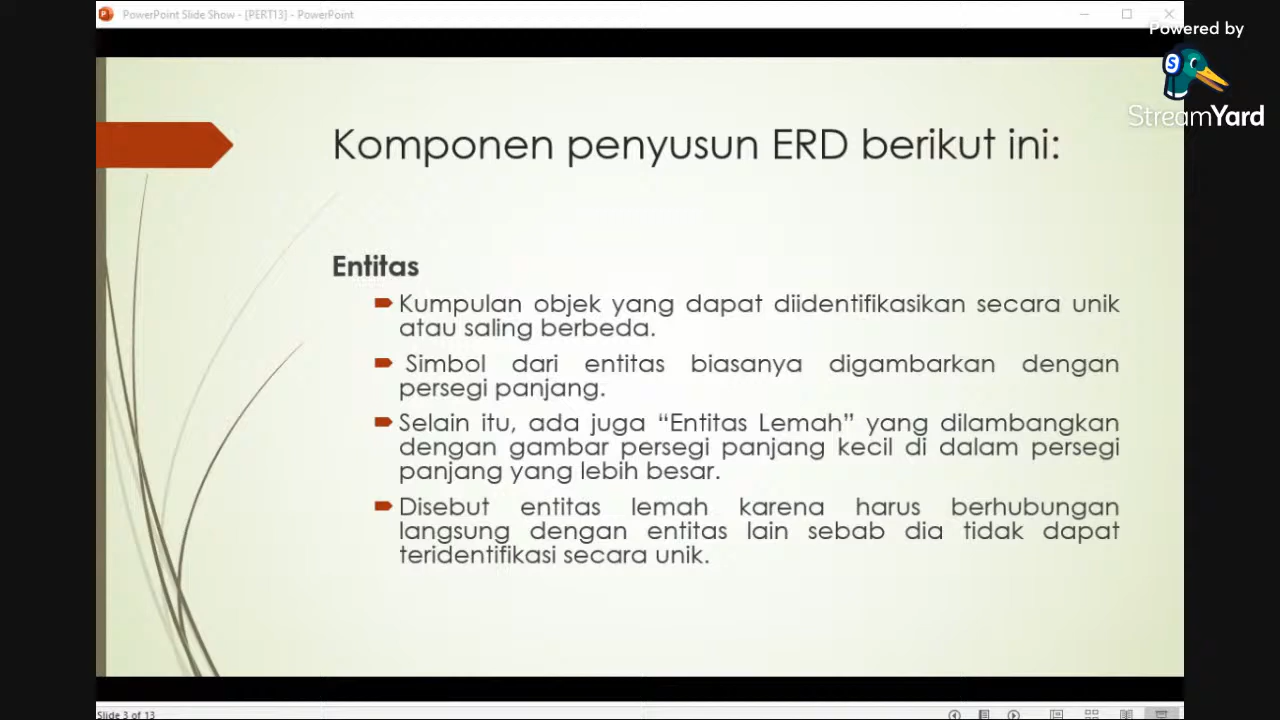 PowerPoint Slide Show - [PERT13] - PowerPoint
Powered by
StreamYard
Komponen penyusun ERD berikut ini:
Entitas
Kumpulan objek yang dapat diidentifikasikan secara unik
atau saling berbeda.
Simbol dari entitas biasanya digambarkan dengan
persegi panjang.
Selain itu, ada juga “Entitas Lemah” yang dilambangkan
dengan gambar persegi panjang kecil di dalam persegi
panjang yang lebih besar.
Disebut entitas lemah karena harus berhubungan
langsung dengan entitas lain sebab dia tidak dapat
teridentifikasi secara unik.
Slide 3 of 13